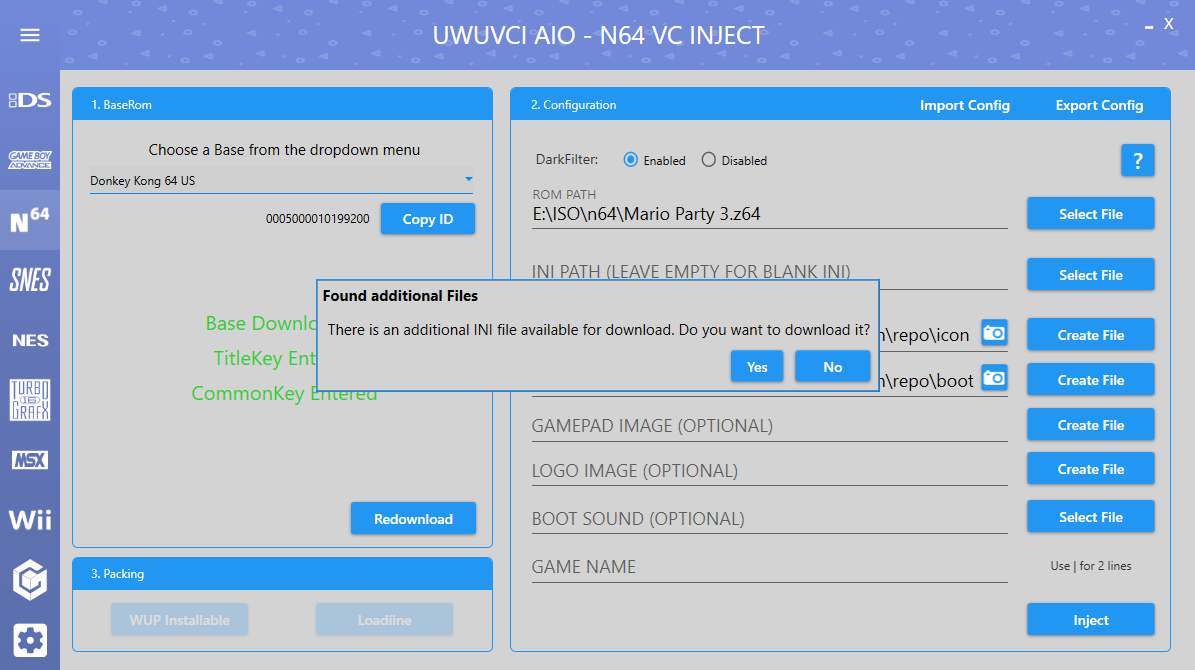 UWUVCI AIO - N64 VC INJECT
X
DS
GAME BOY
ADVANCE
N64
SNES
NES
TURBO
16
GRAFX
MSX
Wii
1. BaseRom
Choose a Base from the dropdown menu
Donkey Kong 64 US
0005000010199200
Copy ID
Base Downlo
TitleKey Ent
CommonKey Entered
Redownload
3. Packing
WUP Installable
Loadiine
2. Configuration
Import Config
Export Config
DarkFilter:
Enabled
Disabled
?
ROM PATH
E:\ISO\n64\Mario Party 3.z64
Select File
INI PATH (LEAVE EMPTY FOR BLANK INI)
Select File
Found additional Files
There is an additional INI file available for download. Do you want to download it?
Yes
No
\repo\icon
Create File
\repo\boot
Create File
GAMEPAD IMAGE (OPTIONAL)
Create File
LOGO IMAGE (OPTIONAL)
Create File
BOOT SOUND (OPTIONAL)
Select File
GAME NAME
Use | for 2 lines
Inject